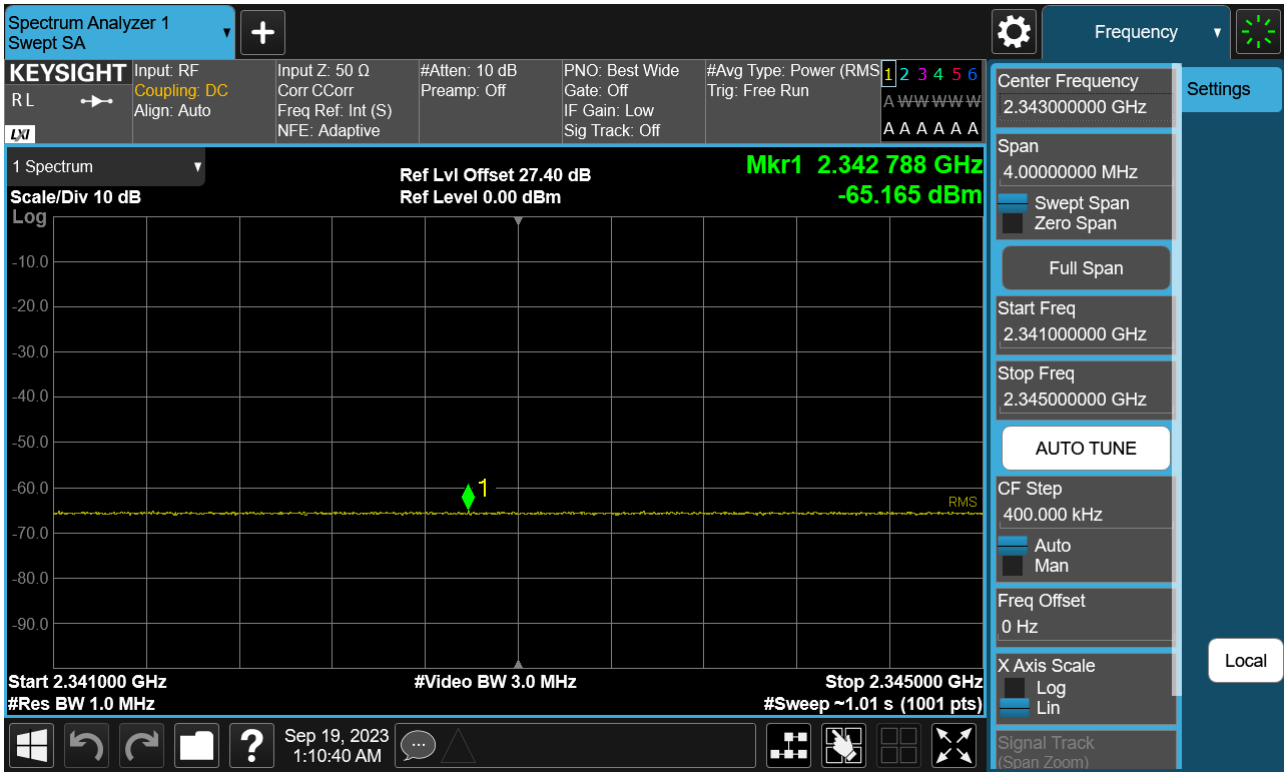 Spectrum Analyzer 1
Swept SA
Frequency
KEYSIGHT
R L
LXI
Input: RF
Coupling: DC
Align: Auto
Input Z: 50 Ω
Corr CCorr
Freq Ref: Int (S)
NFE: Adaptive
#Atten: 10 dB
Preamp: Off
PNO: Best Wide
Gate: Off
IF Gain: Low
Sig Track: Off
#Avg Type: Power (RMS
Trig: Free Run
1 2 3 4 5 6
A W W W W W
A A A A A A
1 Spectrum
Scale/Div 10 dB
Log
Ref Lvl Offset 27.40 dB
Ref Level 0.00 dBm
Mkr1 2.342 788 GHz
-65.165 dBm
-10.0
-20.0
-30.0
-40.0
-50.0
-60.0
-70.0
-80.0
-90.0
1
RMS
Start 2.341000 GHz
#Res BW 1.0 MHz
#Video BW 3.0 MHz
Stop 2.345000 GHz
#Sweep ~1.01 s (1001 pts)
Center Frequency
2.343000000 GHz
Span
4.00000000 MHz
Swept Span
Zero Span
Full Span
Start Freq
2.341000000 GHz
Stop Freq
2.345000000 GHz
AUTO TUNE
CF Step
400.000 kHz
Auto
Man
Freq Offset
0 Hz
X Axis Scale
Log
Lin
Signal Track
(Span Zoom)
Settings
Local
?
Sep 19, 2023
1:10:40 AM